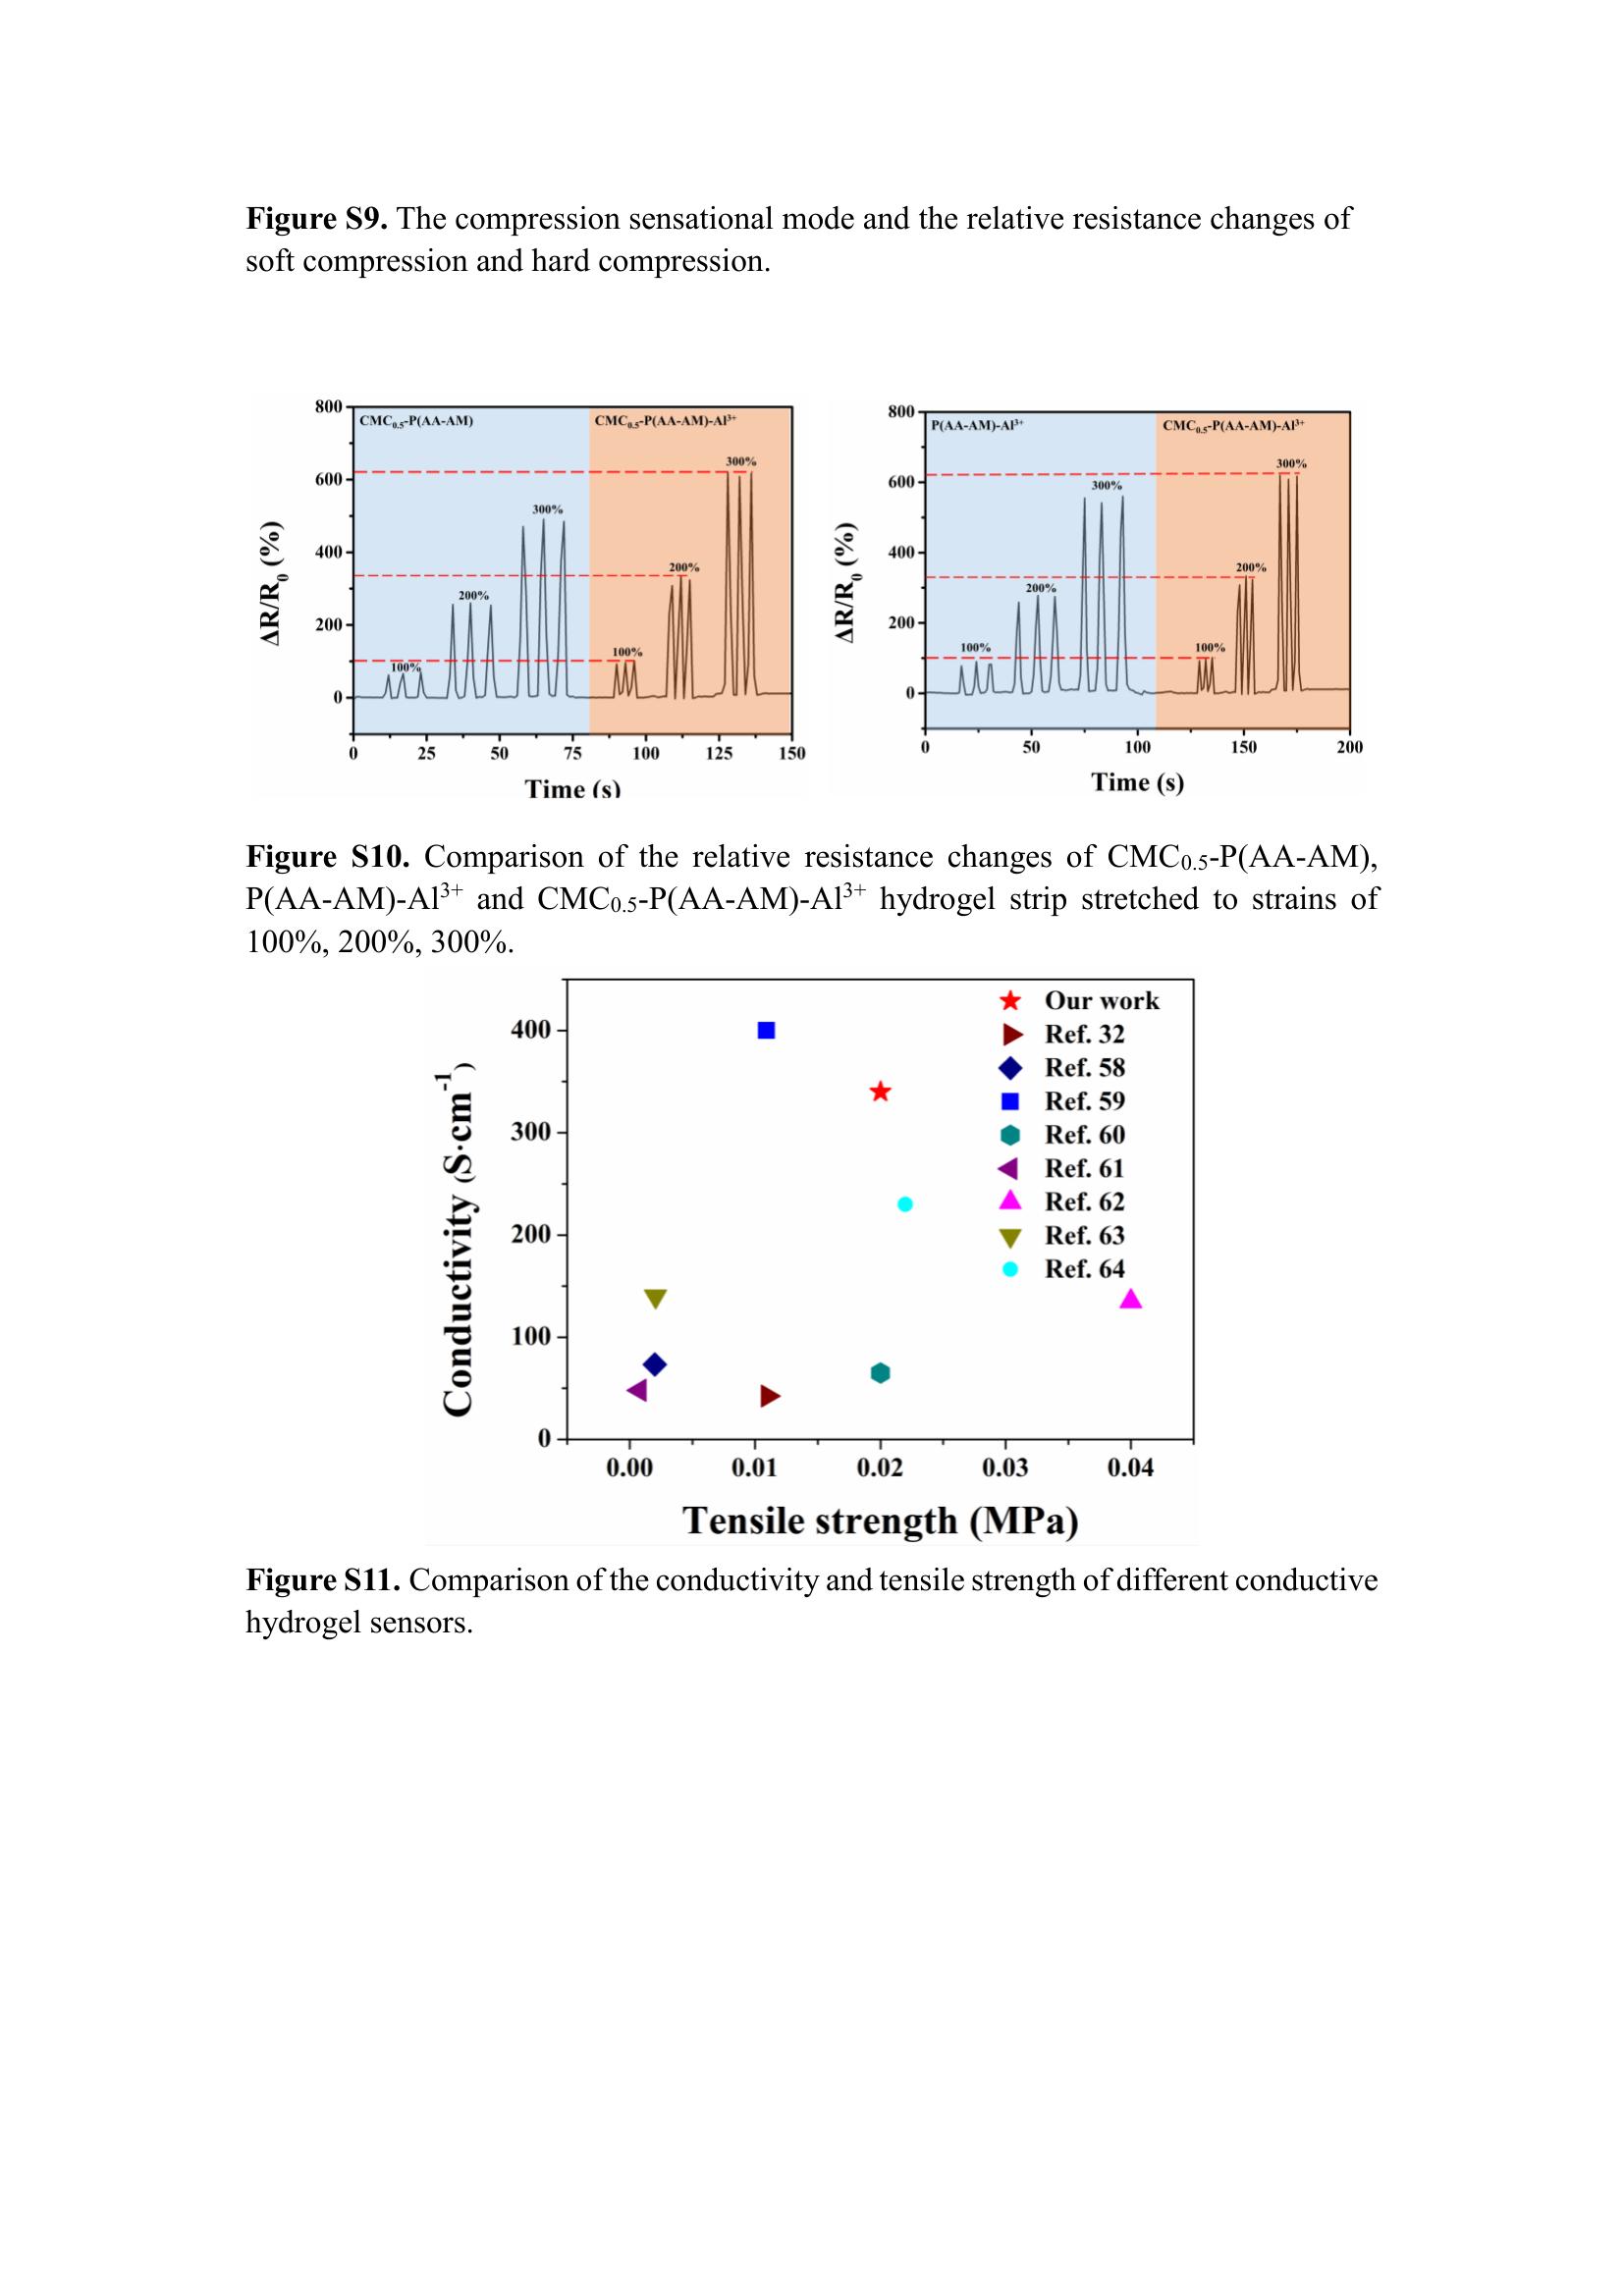 Figure S9. The compression sensational mode and the relative resistance changes of
soft compression and hard compression.
800
600
400
200
0
ΔR/R0 (%)
CMC0.5-P(AA-AM)
CMC0.5-P(AA-AM)-Al3+
100%
200%
300%
100%
200%
300%
0 25 50 75 100 125 150
Time (s)
800
600
400
200
0
ΔR/R0 (%)
P(AA-AM)-Al3+
CMC0.5-P(AA-AM)-Al3+
100%
200%
300%
100%
200%
300%
0 50 100 150 200
Time (s)
Figure S10. Comparison of the relative resistance changes of CMC0.5-P(AA-AM),
P(AA-AM)-Al3+ and CMC0.5-P(AA-AM)-Al3+ hydrogel strip stretched to strains of
100%, 200%, 300%.
400
300
200
100
0
Conductivity (S·cm-1)
Our work
Ref. 32
Ref. 58
Ref. 59
Ref. 60
Ref. 61
Ref. 62
Ref. 63
Ref. 64
0.00 0.01 0.02 0.03 0.04
Tensile strength (MPa)
Figure S11. Comparison of the conductivity and tensile strength of different conductive
hydrogel sensors.